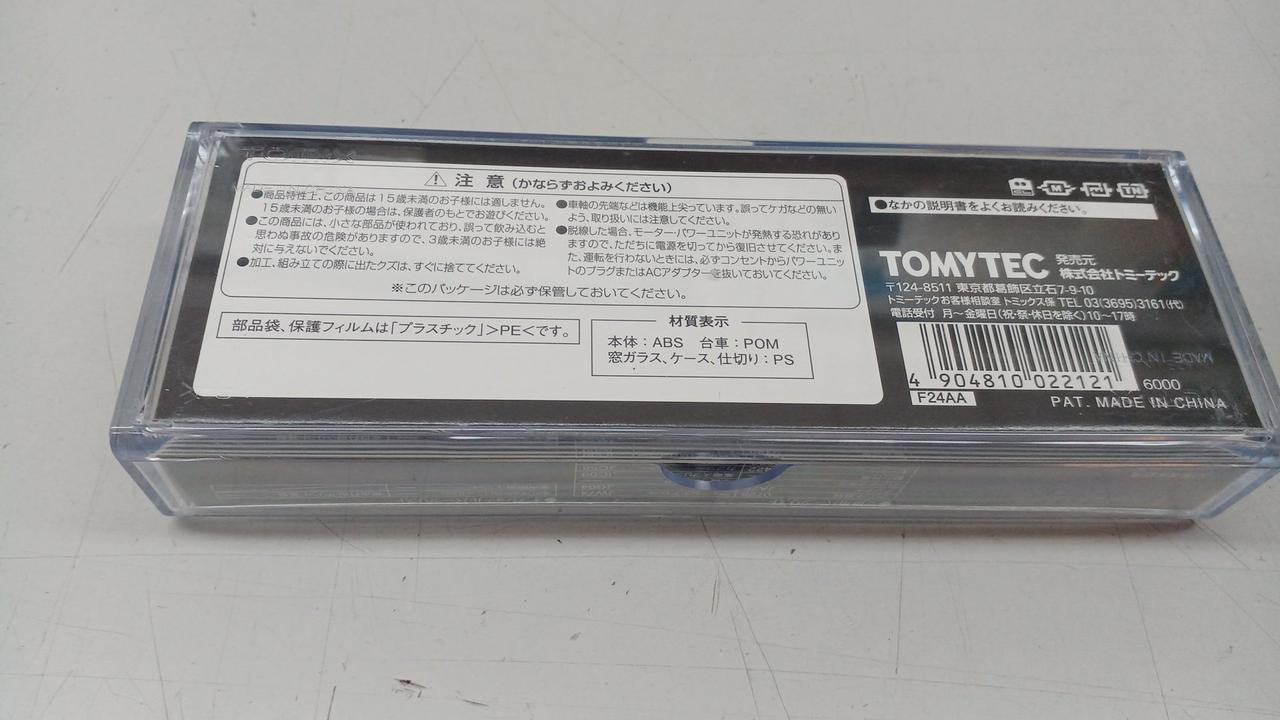 TOMIX
⚠ 注 意 (かならずおよみください)
●商品特性上、この商品は15歳未満のお子様には適しません。
15歳未満のお子様の場合は、保護者のもとでお遊びください。
●この商品には、小さな部品が使われており、誤って飲み込むと
思わぬ事故の危険がありますので、3歳未満のお子様には絶
対に与えないでください。
●加工、組み立ての際に出たクズは、すぐに捨ててください。
●車軸の先端などは機能上尖っています。誤ってケガなどの無い
よう、取り扱いには注意してください。
●脱線した場合、モーター・パワーユニットが発熱する恐れがあり
ますので、ただちに電源を切ってから復旧させてください。ま
た、運転を行わないときには、必ずコンセントからパワーユニッ
トのプラグまたはACアダプターを抜いておいてください。
※このパッケージは必ず保管しておいてください。
部品袋、保護フィルムは「プラスチック」>PE<です。
材質表示
本体：ABS 台車：POM
窓ガラス、ケース、仕切り：PS
●なかの説明書をよくお読みください。
TOMYTEC 発売元
株式会社トミーテック
〒124-8511 東京都葛飾区立石7-9-10
トミーテックお客様相談室 トミックス係 TEL 03(3695)3161(代)
電話受付 月〜金曜日(祝・祭・休日を除く)10〜17時
MADE IN CHINA
4 904810 022121
6000
F24AA
PAT. MADE IN CHINA